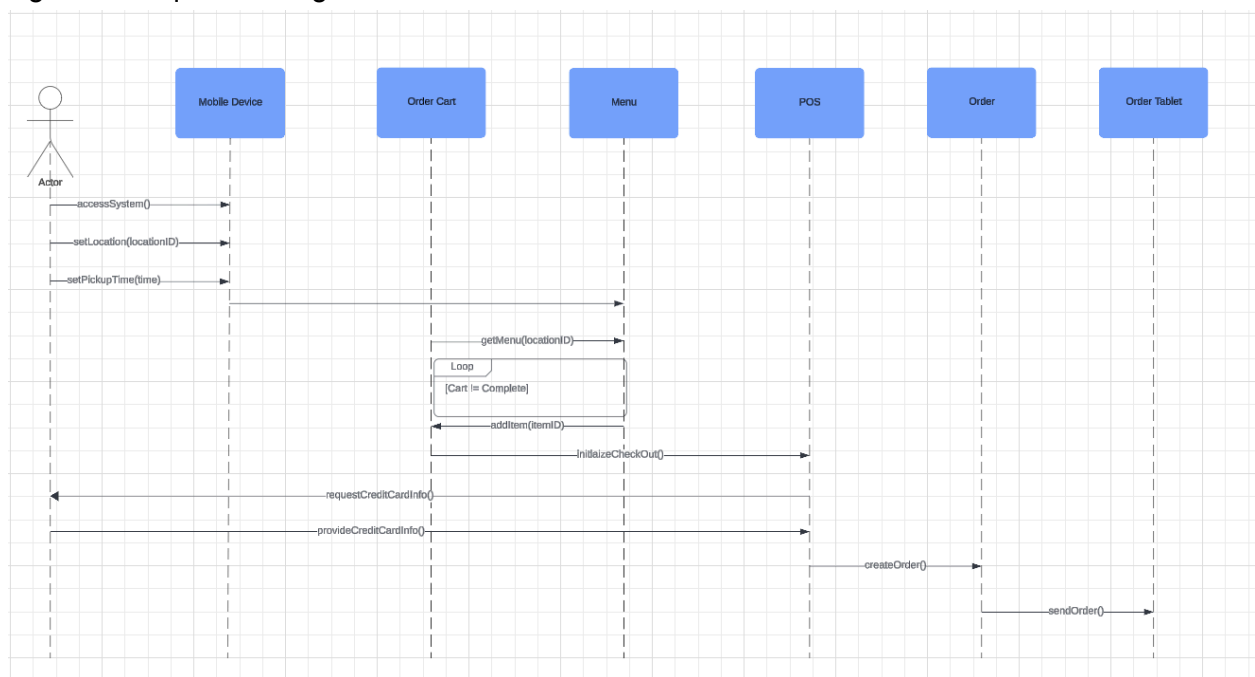 Mobile Device
Order Cart
Menu
POS
Order
Order Tablet
Actor
accessSystem()
setLocation(locationID)
setPickupTime(time)
getMenu(locationID)
Loop
[Cart != Complete]
addItem(itemID)
initlaizeCheckOut()
requestCreditCardInfo()
provideCreditCardInfo()
createOrder()
sendOrder()